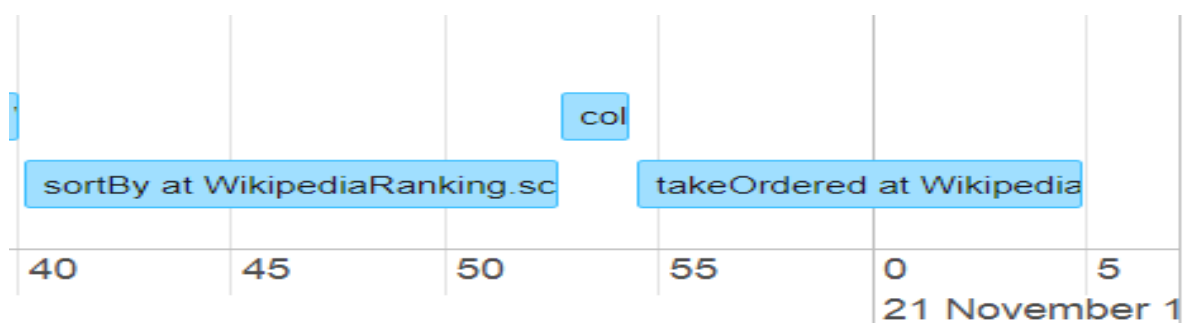 col
sortBy at WikipediaRanking.sc
takeOrdered at Wikipedia
40 45 50 55 0 5
21 November 1